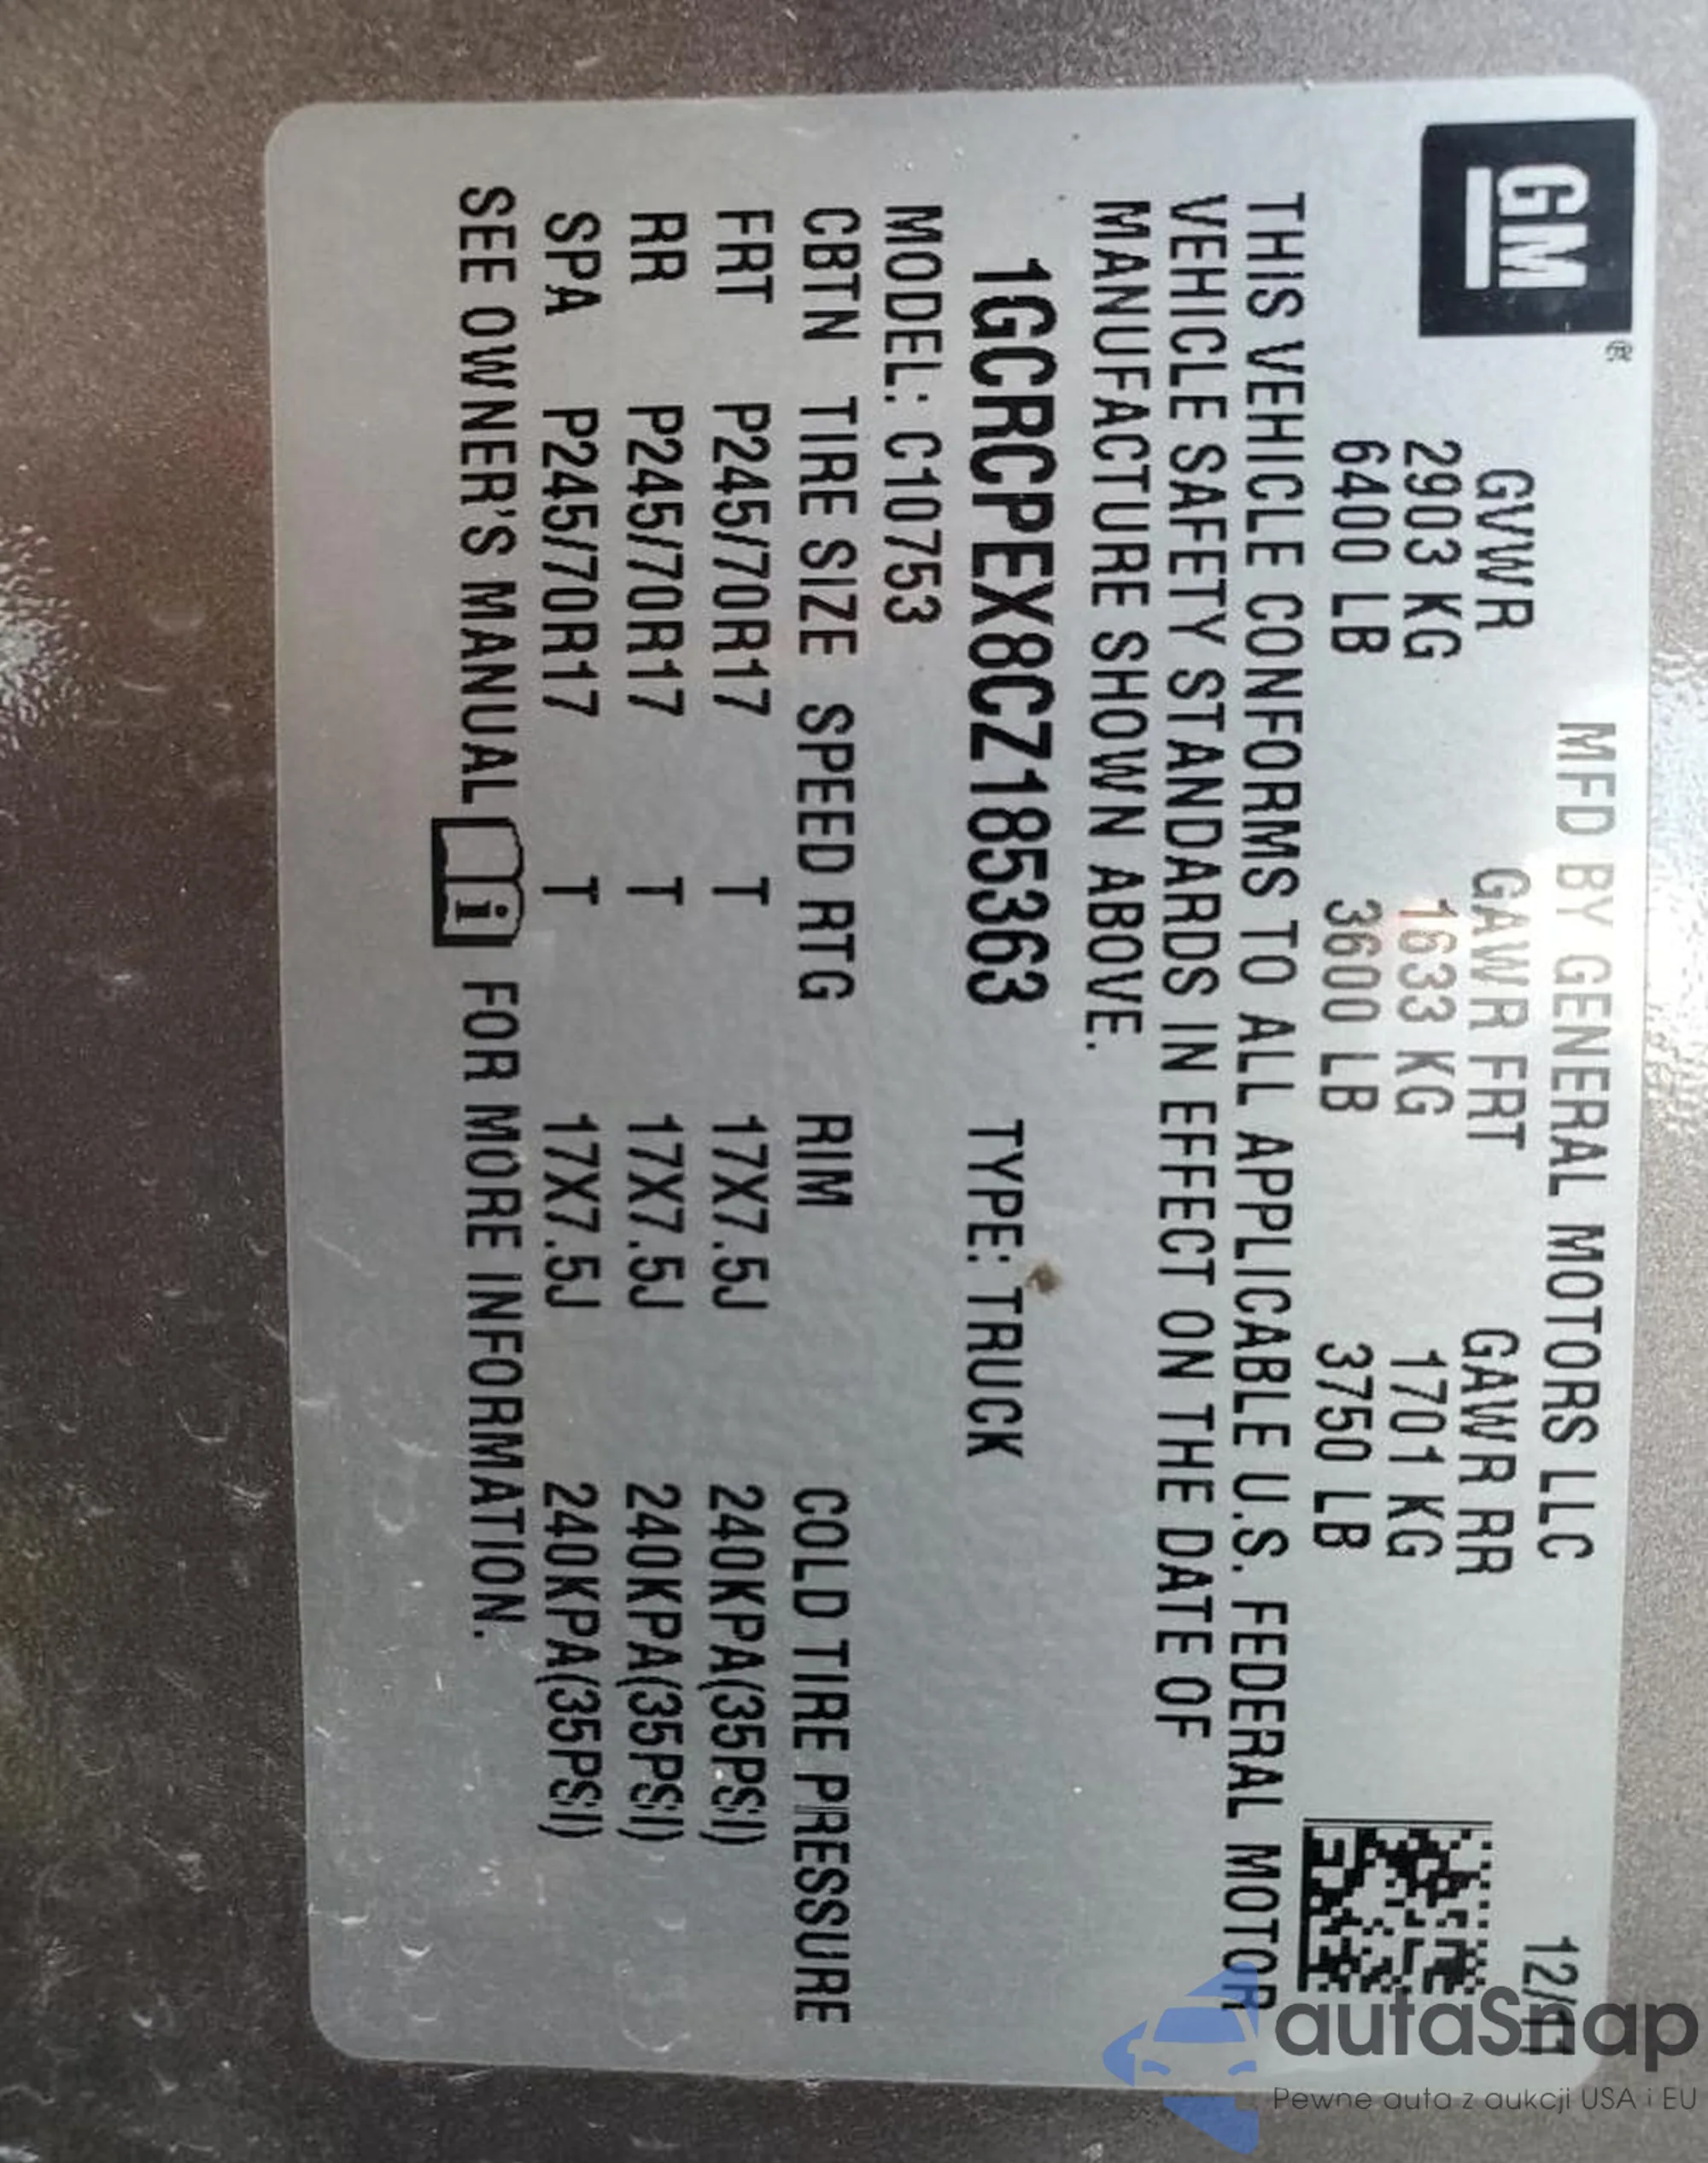 GM®
MFD BY GENERAL MOTORS LLC 12/11
GVWR GAWR FRT GAWR RR
2903 KG 1633 KG 1701 KG
6400 LB 3600 LB 3750 LB
THIS VEHICLE CONFORMS TO ALL APPLICABLE U.S. FEDERAL MOTOR
VEHICLE SAFETY STANDARDS IN EFFECT ON THE DATE OF
MANUFACTURE SHOWN ABOVE.
1GCRCPEX8CZ185363 TYPE: TRUCK
MODEL: C10753
CBTN TIRE SIZE SPEED RTG RIM COLD TIRE PRESSURE
FRT P245/70R17 T 17X7.5J 240KPA(35PSI)
RR P245/70R17 T 17X7.5J 240KPA(35PSI)
SPA P245/70R17 T 17X7.5J 240KPA(35PSI)
SEE OWNER'S MANUAL i FOR MORE INFORMATION.
autaSnap
Pewne auta z aukcji USA i EU